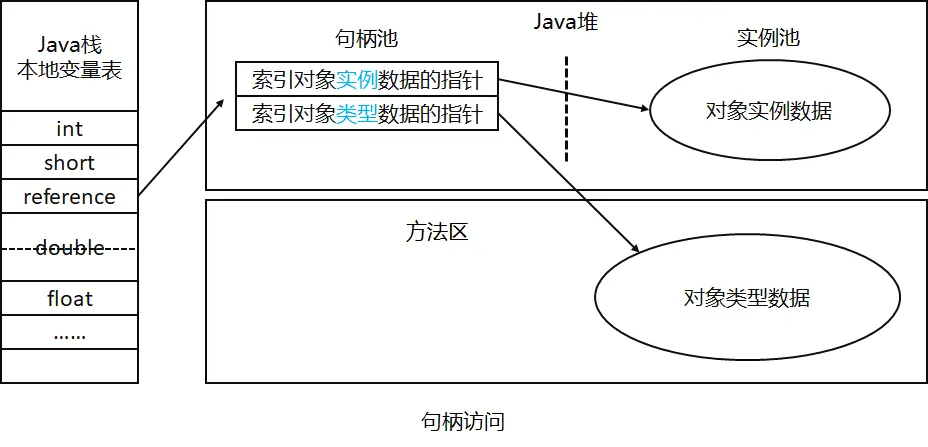 Java栈
本地变量表
int
short
reference
double
float
……
Java堆
句柄池
实例池
索引对象实例数据的指针
索引对象类型数据的指针
对象实例数据
方法区
对象类型数据
句柄访问